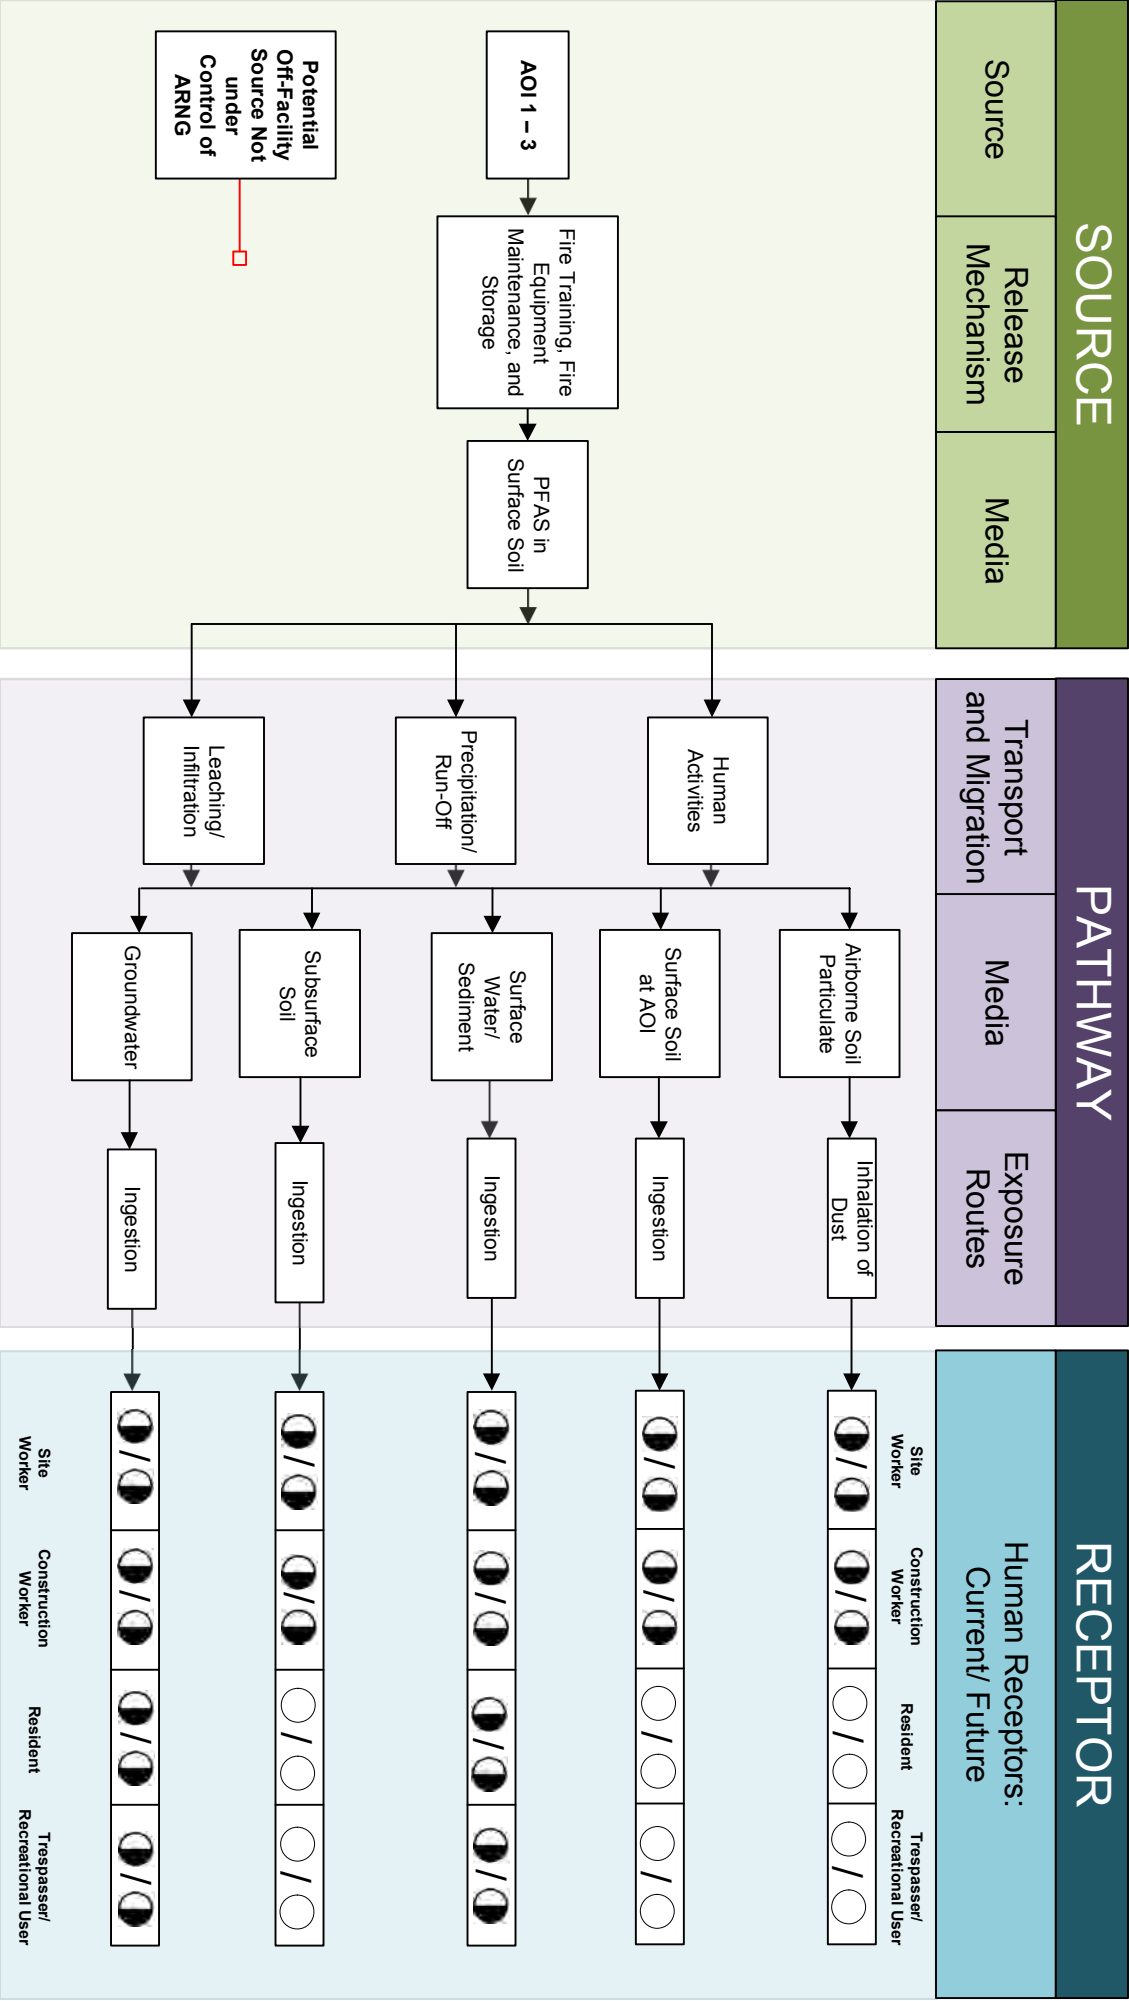 SOURCE
PATHWAY
RECEPTOR
Source
Release
Mechanism
Media
Transport
and Migration
Media
Exposure
Routes
Human Receptors:
Current/ Future
Site
Worker
Construction
Worker
Resident
Trespasser/
Recreational User
AOI 1 – 3
Fire Training, Fire
Equipment
Maintenance, and
Storage
PFAS in
Surface Soil
Potential
Off-Facility
Source Not
under
Control of
ARNG
Human
Activities
Precipitation/
Run-Off
Leaching/
Infiltration
Airborne Soil
Particulate
Inhalation of
Dust
/ / / /
Surface Soil
at AOI
Ingestion
/ / / /
Surface
Water/
Sediment
Ingestion
/ / / /
Subsurface
Soil
Ingestion
/ / / /
Groundwater
Ingestion
/ / / /
Site
Worker
Construction
Worker
Resident
Trespasser/
Recreational User